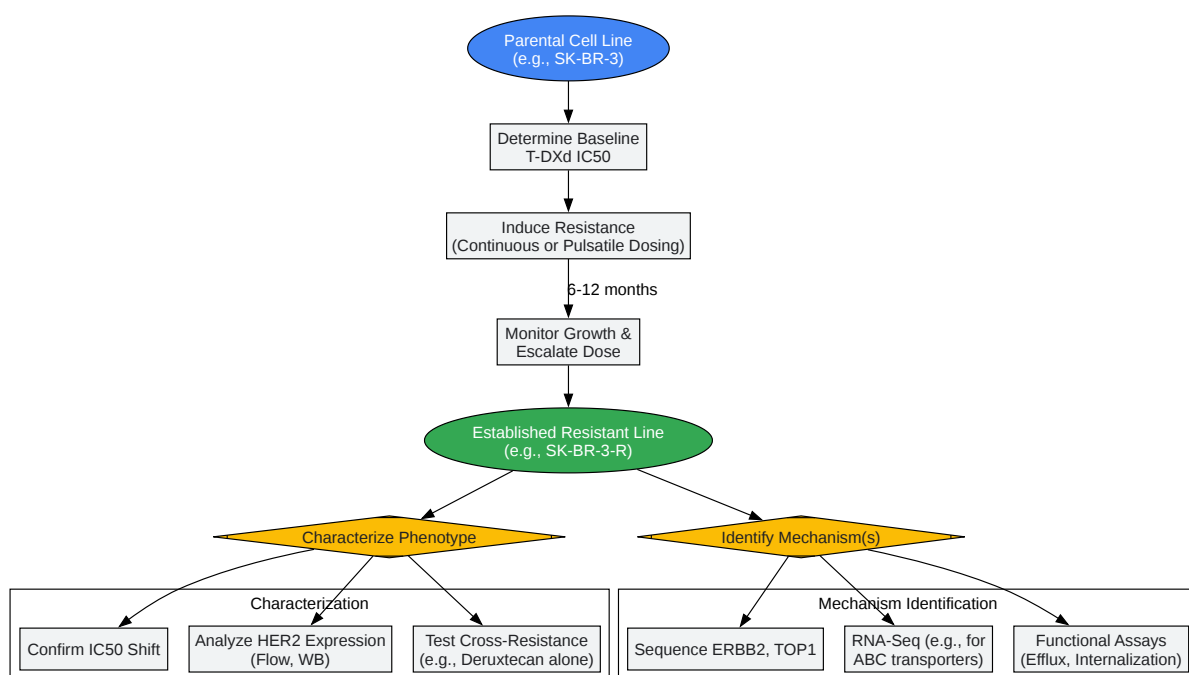 Parental Cell Line
(e.g., SK-BR-3)
Determine Baseline
T-DXd IC50
Induce Resistance
(Continuous or Pulsatile Dosing)
6-12 months
Monitor Growth &
Escalate Dose
Established Resistant Line
(e.g., SK-BR-3-R)
Characterize Phenotype
Identify Mechanism(s)
Characterization
Confirm IC50 Shift
Analyze HER2 Expression
(Flow, WB)
Test Cross-Resistance
(e.g., Deruxtecan alone)
Mechanism Identification
Sequence ERBB2, TOP1
RNA-Seq (e.g., for
ABC transporters)
Functional Assays
(Efflux, Internalization)